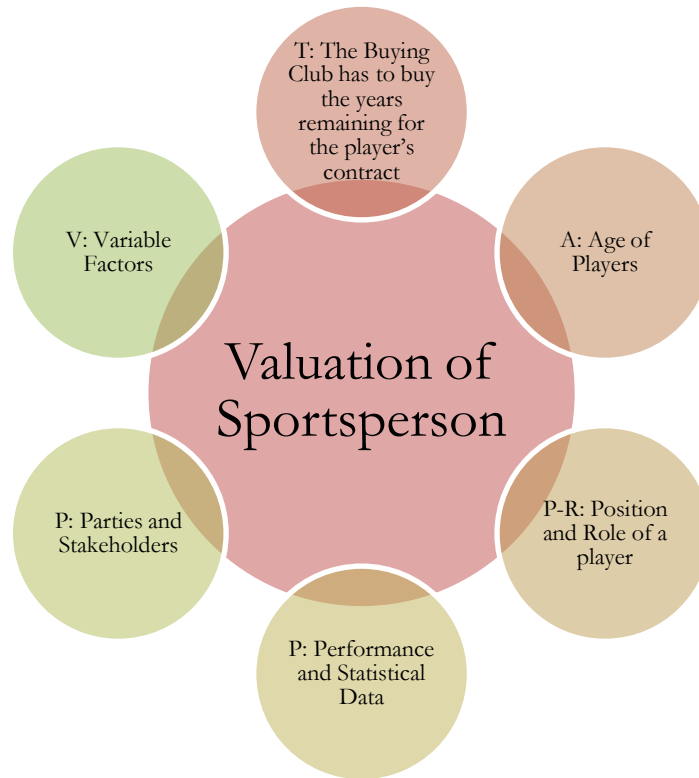 T: The Buying
Club has to buy
the years
remaining for
the player’s
contract
V: Variable
Factors
A: Age of
Players
Valuation of
Sportsperson
P: Parties and
Stakeholders
P-R: Position
and Role of a
player
P: Performance
and Statistical
Data